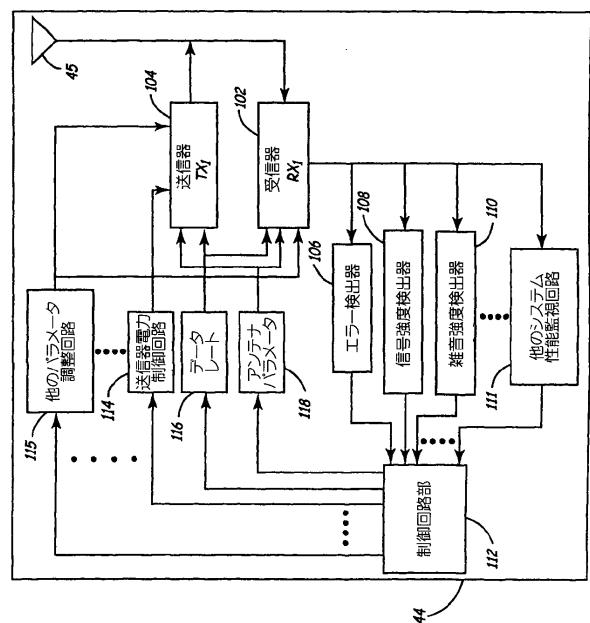 45
104
送信器
TX1
102
受信器
RX1
他のパラメータ
調整回路
115
送信器電力
制御回路
114
データ
レート
116
アンテナ
パラメータ
118
106
エラー検出器
108
信号強度検出器
110
雑音強度検出器
他のシステム
性能監視回路
111
制御回路部
112
44